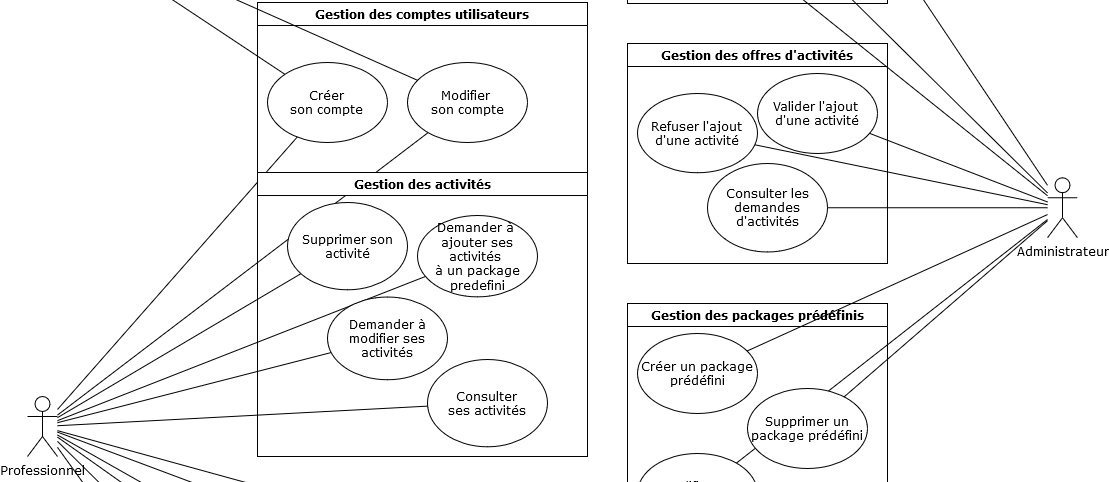 Gestion des comptes utilisateurs
Créer
son compte
Modifier
son compte
Gestion des activités
Supprimer son
activité
Demander à
ajouter ses
activités
à un package
predefini
Demander à
modifier ses
activités
Consulter
ses activités
Professionnel
Gestion des offres d'activités
Valider l'ajout
d'une activité
Refuser l'ajout
d'une activité
Consulter les
demandes
d'activités
Administrateur
Gestion des packages prédéfinis
Créer un package
prédéfini
Supprimer un
package prédéfini